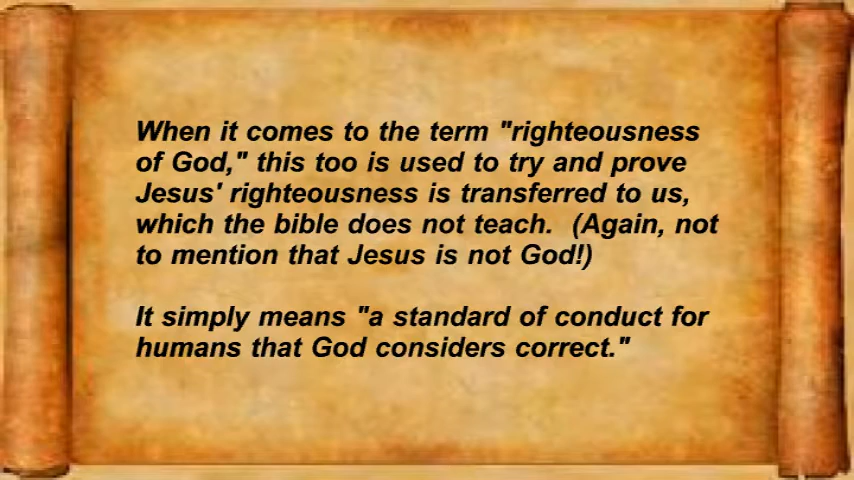 When it comes to the term "righteousness
of God," this too is used to try and prove
Jesus' righteousness is transferred to us,
which the bible does not teach.  (Again, not
to mention that Jesus is not God!)
It simply means "a standard of conduct for
humans that God considers correct."